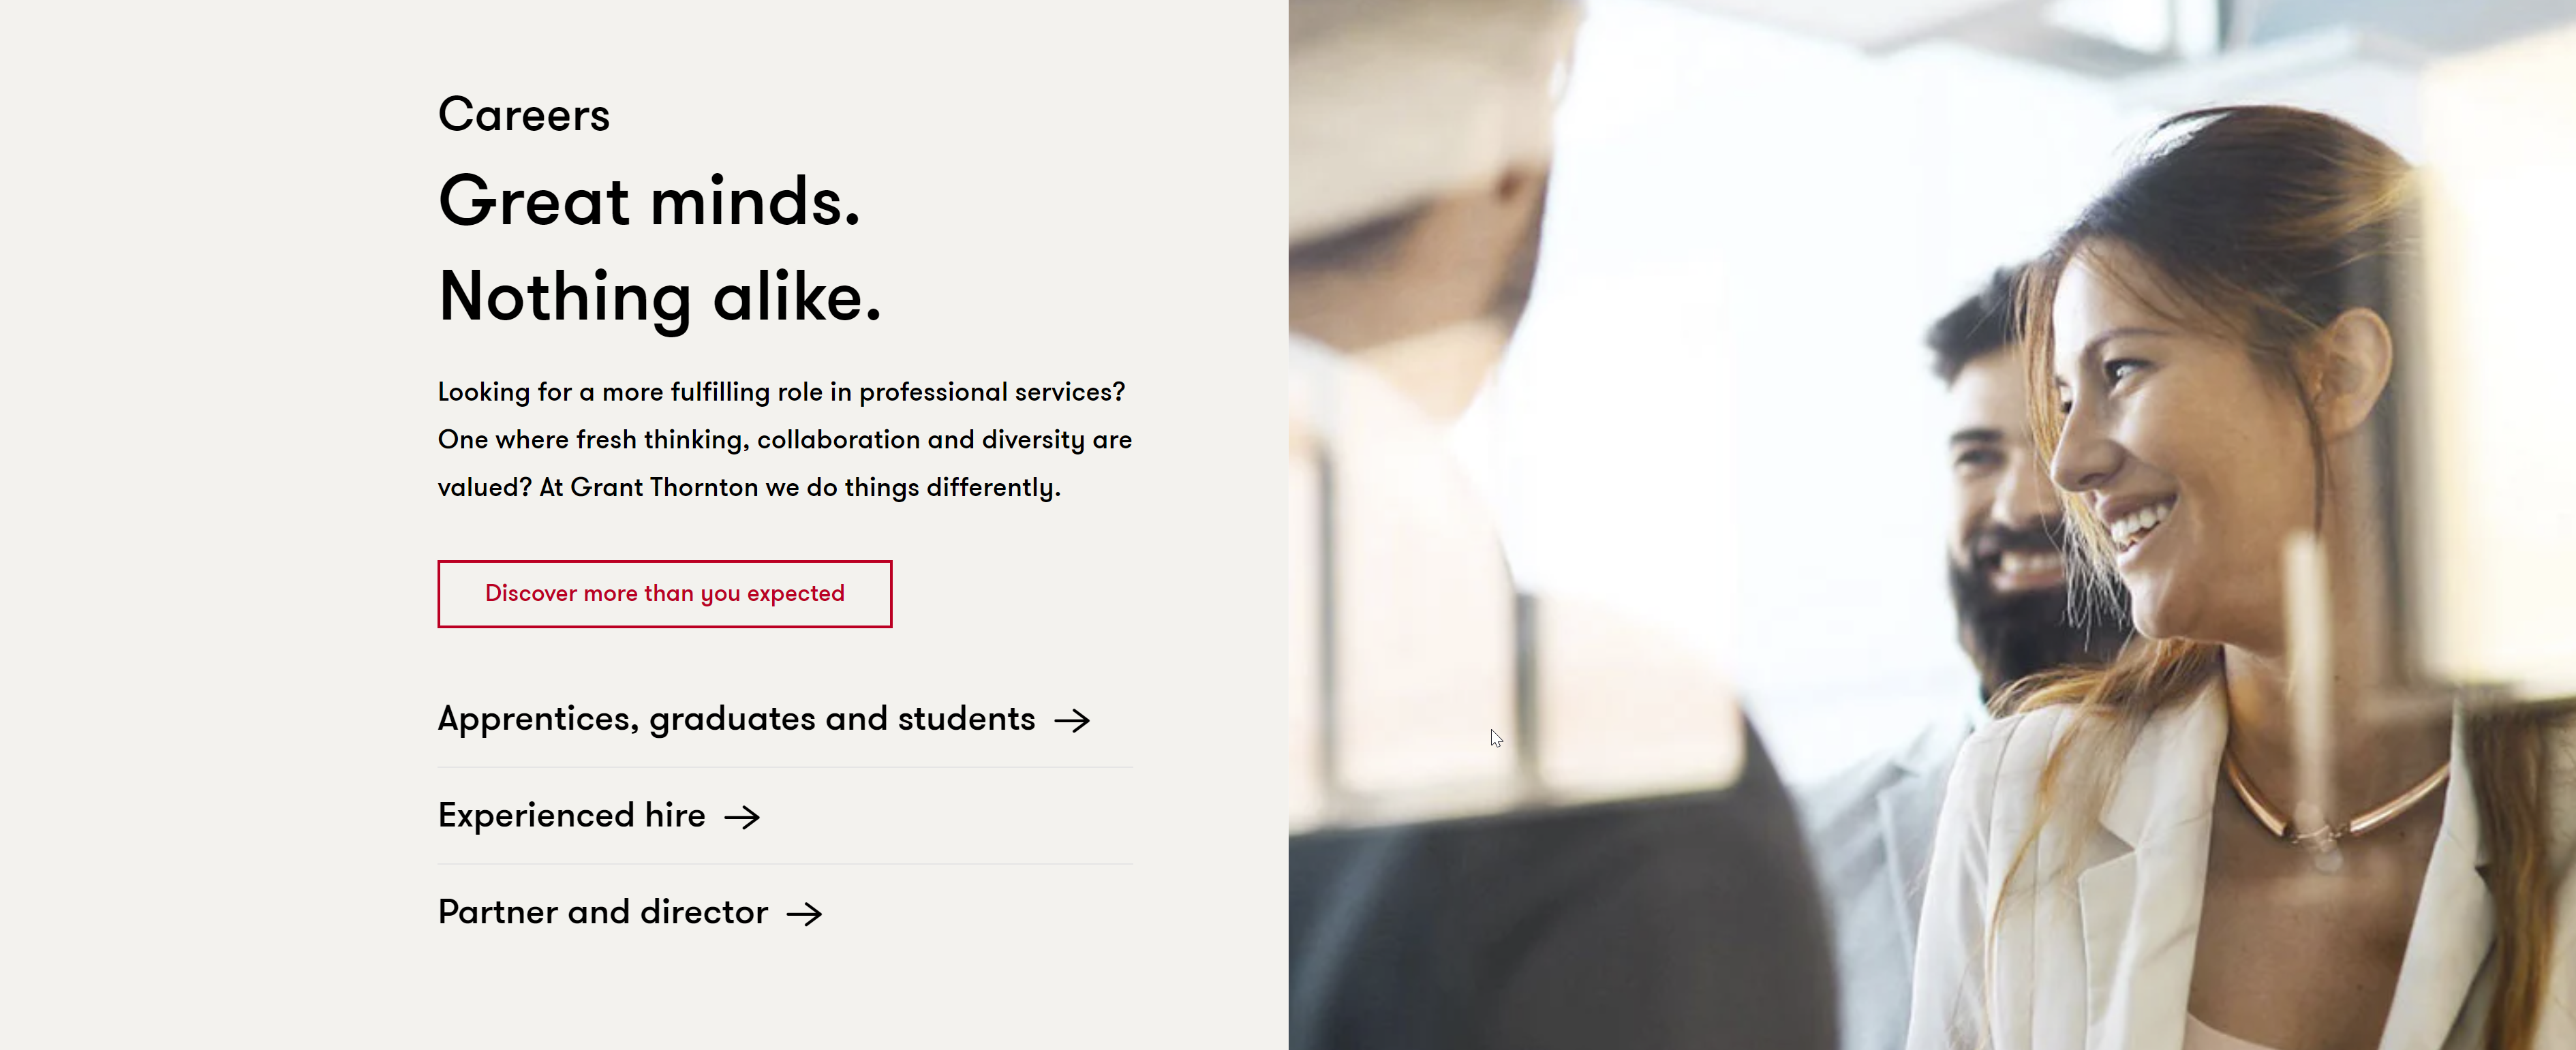 Careers
Great minds.
Nothing alike.
Looking for a more fulfilling role in professional services?
One where fresh thinking, collaboration and diversity are
valued? At Grant Thornton we do things differently.
Discover more than you expected
Apprentices, graduates and students
Experienced hire
Partner and director